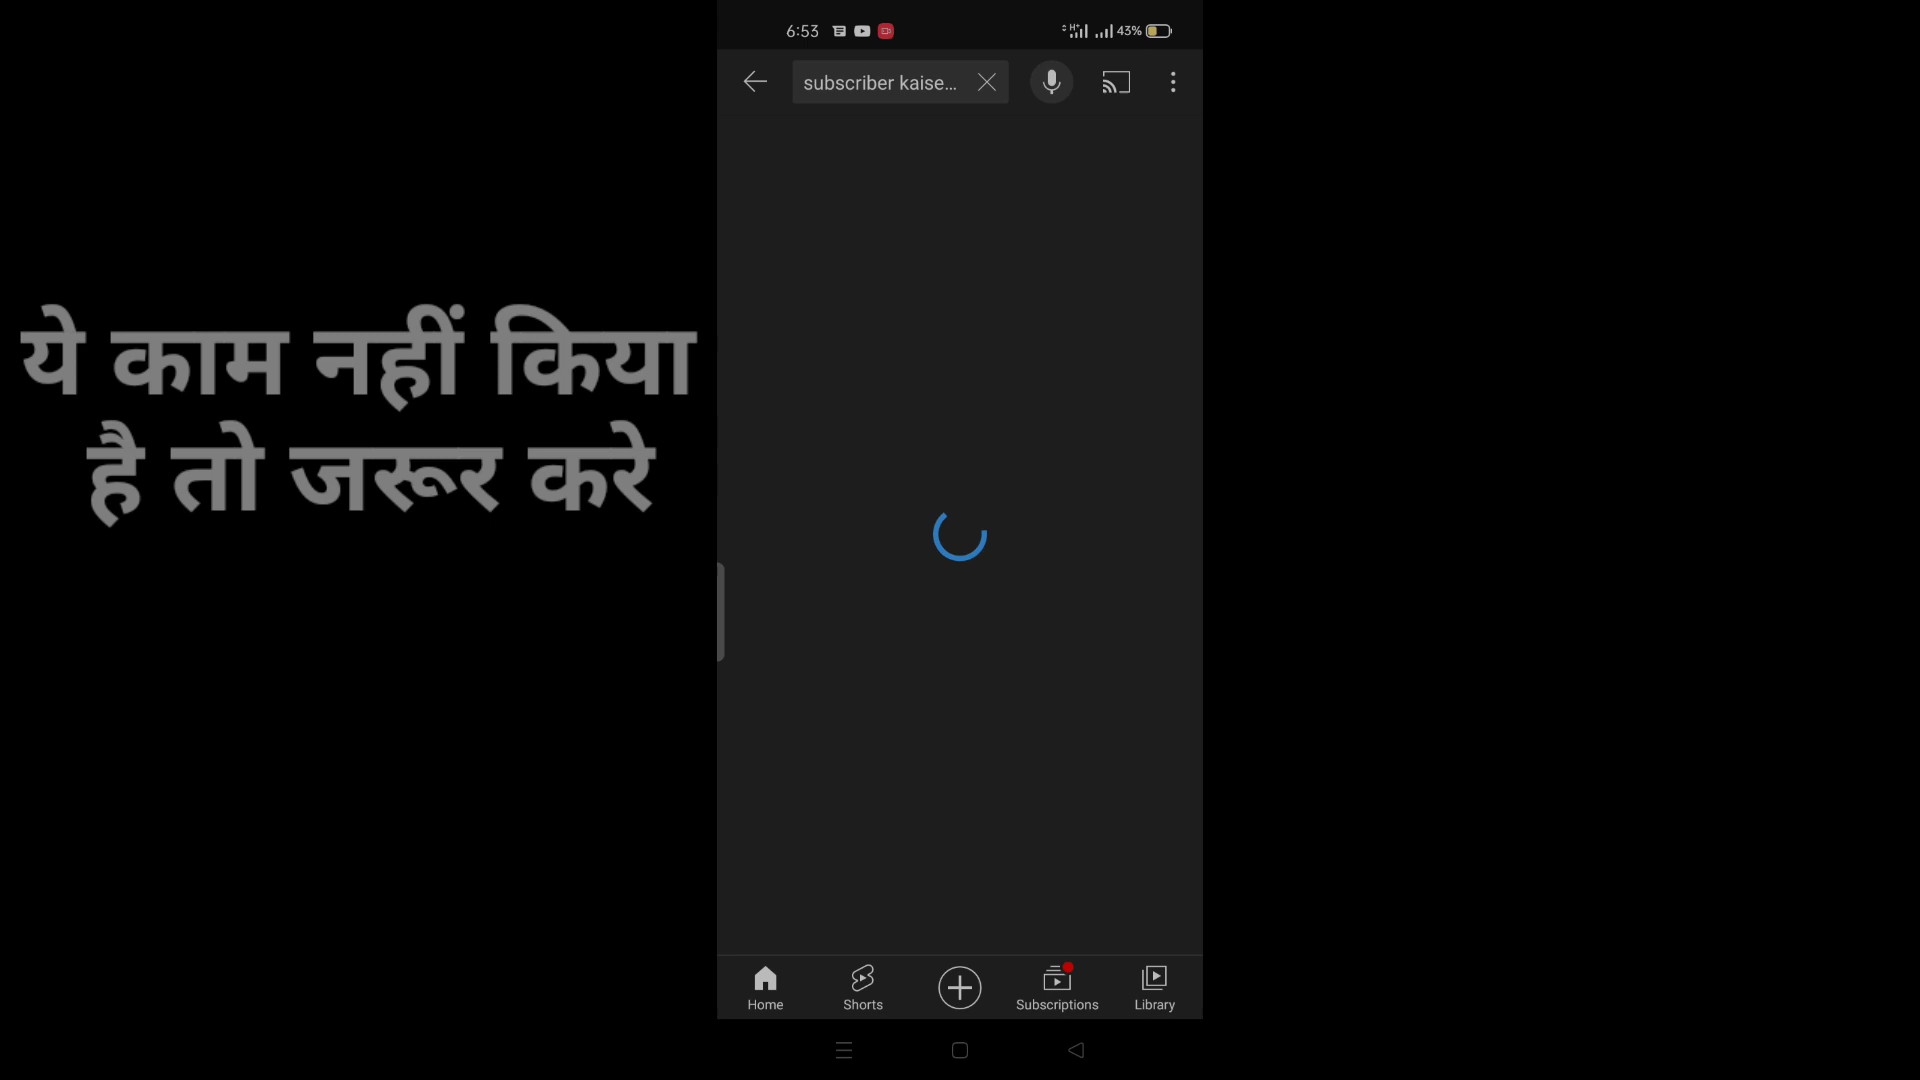 6:53 H+ 43%
subscriber kaise...
ये काम नहीं किया
है तो जरूर करे
Home Shorts Subscriptions Library